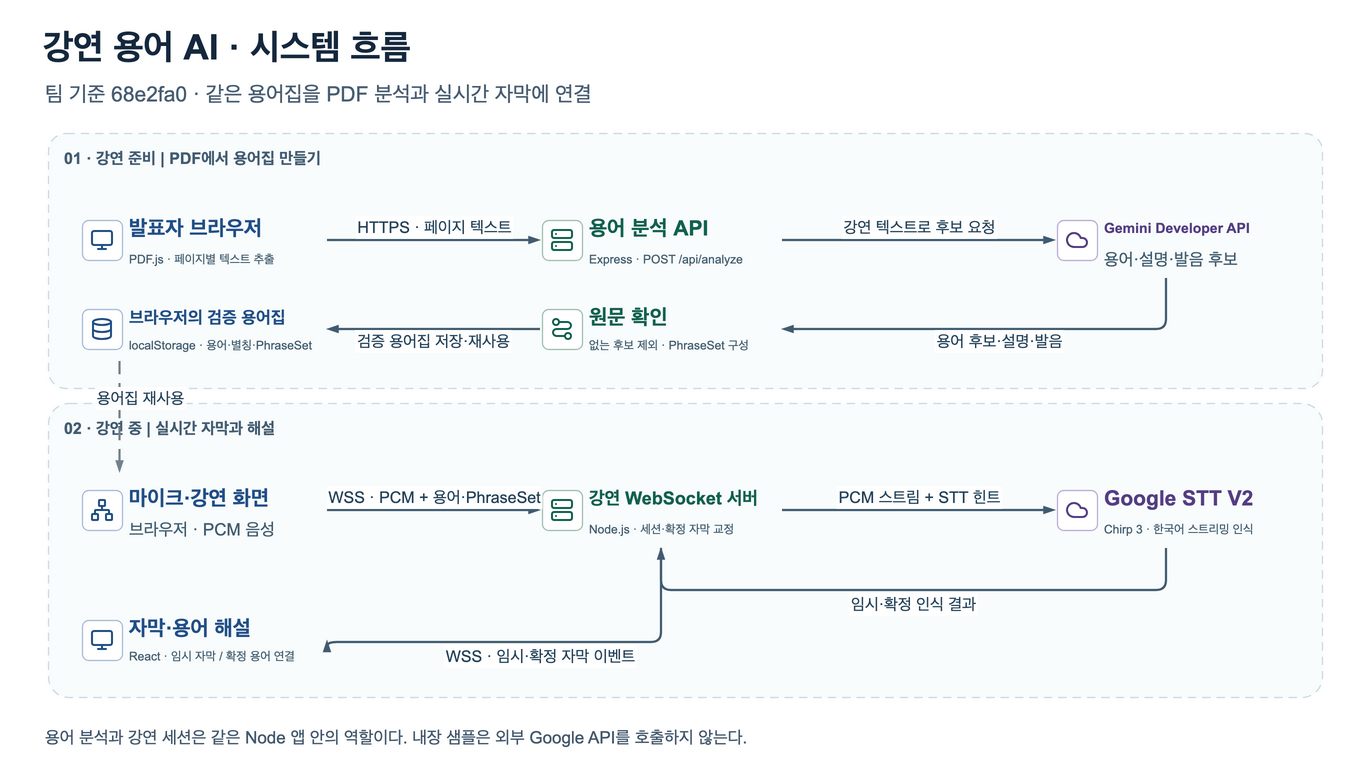 강연 용어 AI · 시스템 흐름
팀 기준 68e2fa0 · 같은 용어집을 PDF 분석과 실시간 자막에 연결
01 · 강연 준비 | PDF에서 용어집 만들기
발표자 브라우저
PDF.js · 페이지별 텍스트 추출
HTTPS · 페이지 텍스트
용어 분석 API
Express · POST /api/analyze
강연 텍스트로 후보 요청
Gemini Developer API
용어·설명·발음 후보
브라우저의 검증 용어집
localStorage · 용어·별칭·PhraseSet
검증 용어집 저장·재사용
원문 확인
없는 후보 제외 · PhraseSet 구성
용어 후보·설명·발음
용어집 재사용
02 · 강연 중 | 실시간 자막과 해설
마이크·강연 화면
브라우저 · PCM 음성
WSS · PCM + 용어·PhraseSet
강연 WebSocket 서버
Node.js · 세션·확정 자막 교정
PCM 스트림 + STT 힌트
Google STT V2
Chirp 3 · 한국어 스트리밍 인식
임시·확정 인식 결과
자막·용어 해설
React · 임시 자막 / 확정 용어 연결
WSS · 임시·확정 자막 이벤트
용어 분석과 강연 세션은 같은 Node 앱 안의 역할이다. 내장 샘플은 외부 Google API를 호출하지 않는다.